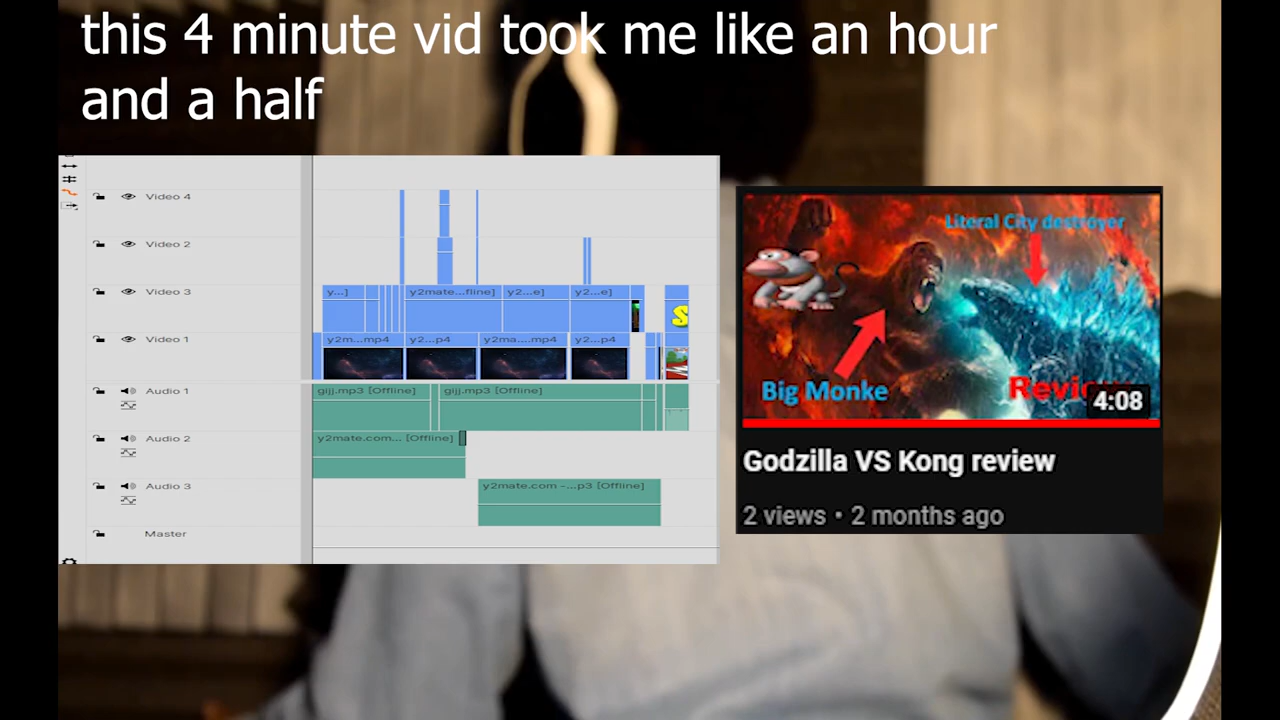 this 4 minute vid took me like an hour
and a half
Video 4
Video 2
Video 3
y...]
y2mate...fline]
y2...e]
y2...e]
Video 1
y2m...mp4
y2...p4
y2ma....mp4
y2...p4
Audio 1
gijj.mp3 [Offline]
gijj.mp3 [Offline]
Audio 2
y2mate.com... [Offline]
Audio 3
y2mate.com -...p3 [Offline]
Master
Literal City destroyer
Big Monke
4:08
Godzilla VS Kong review
2 views • 2 months ago